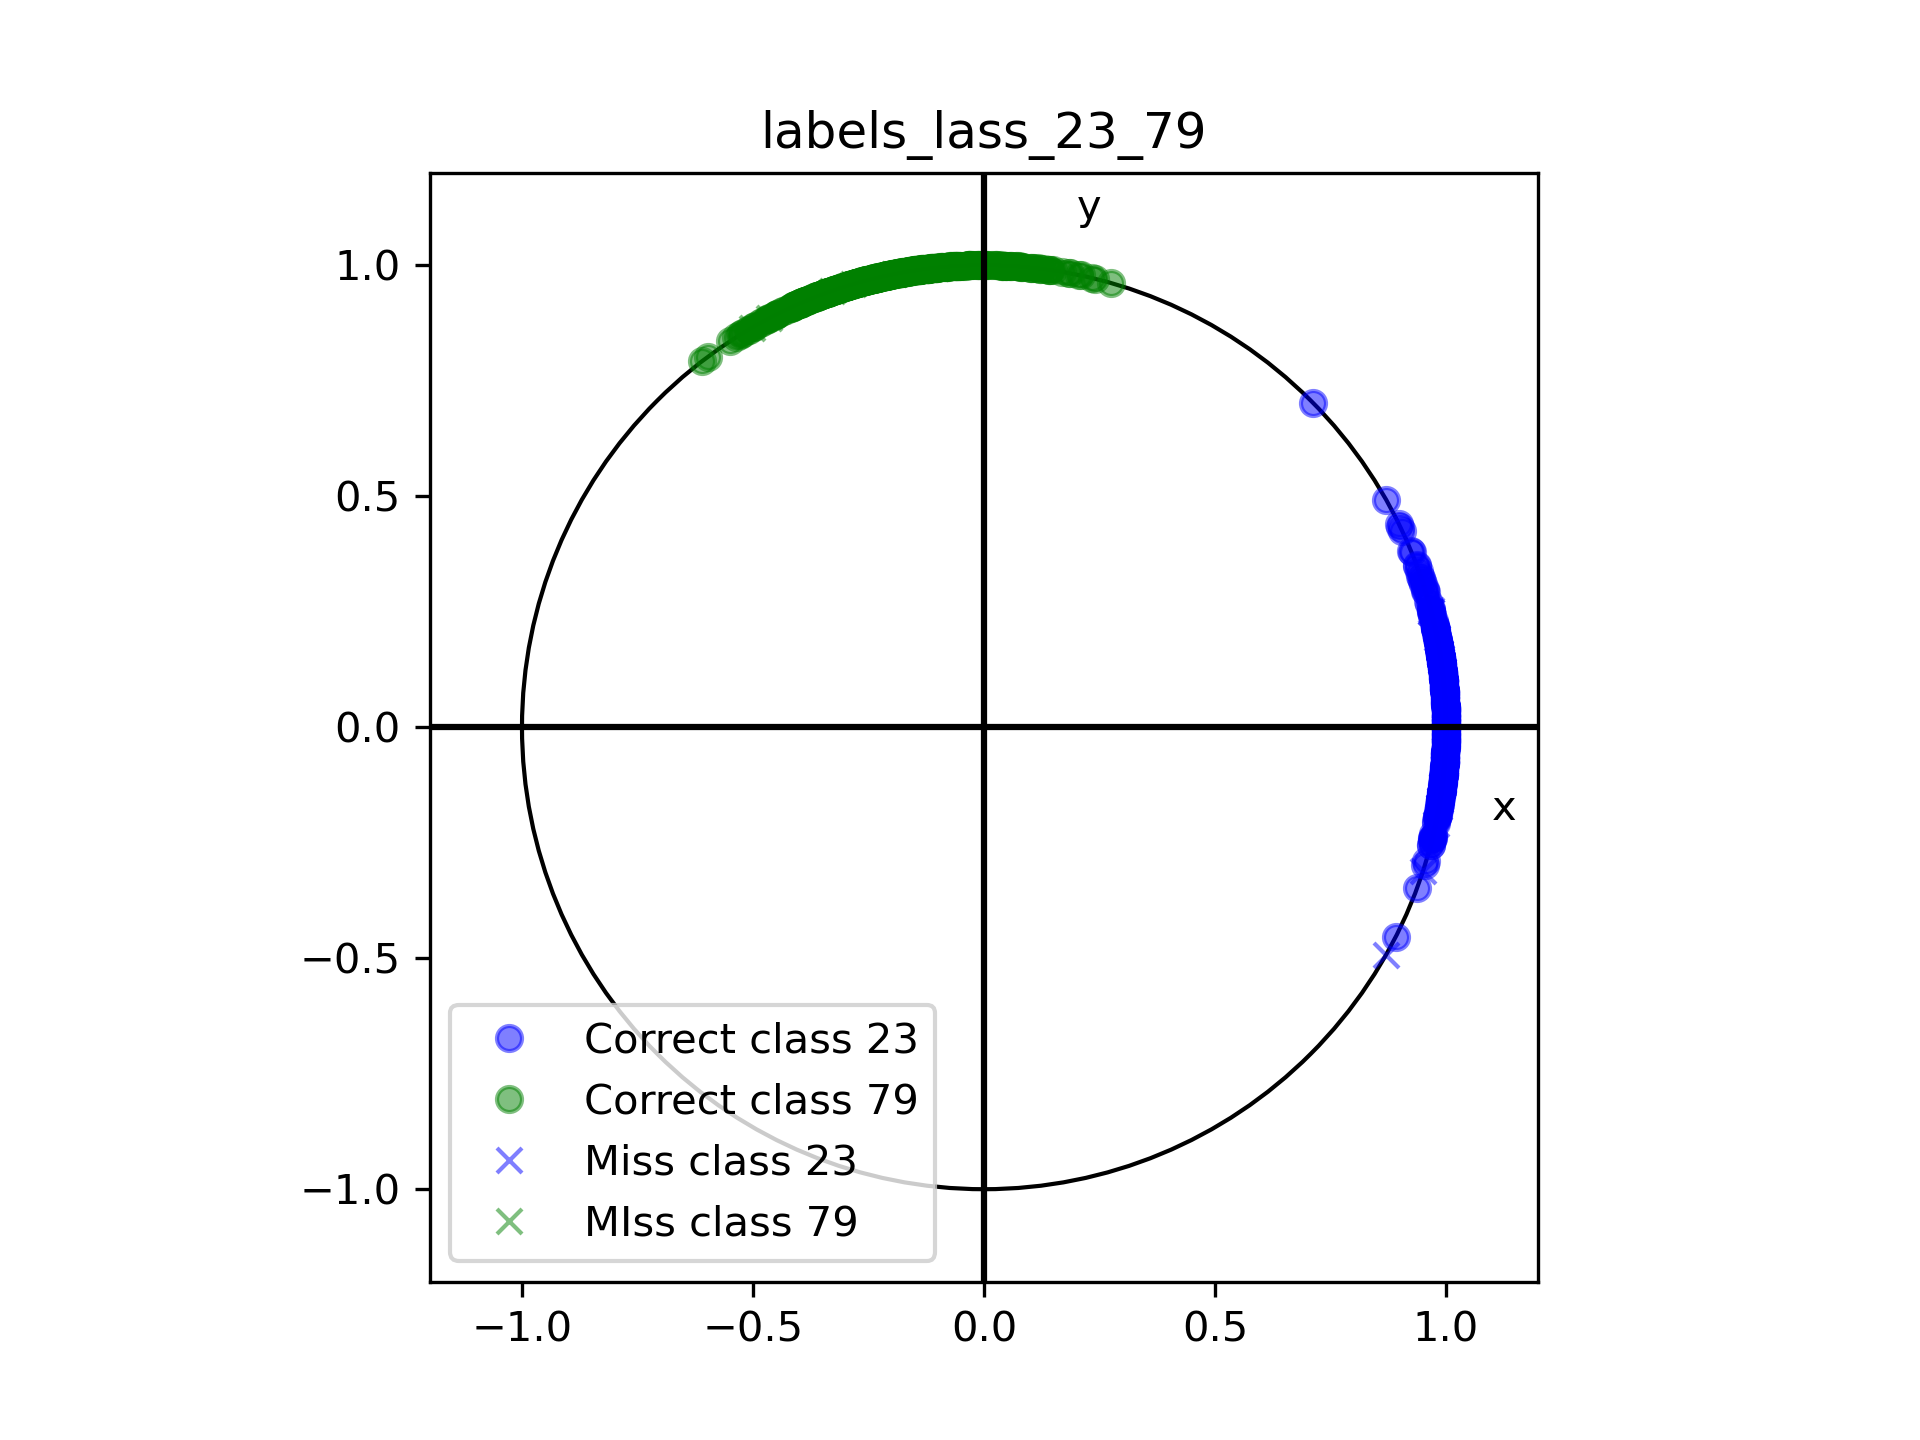 labels_lass_23_79
y
1.0
0.5
0.0
−0.5
−1.0
x
Correct class 23
Correct class 79
Miss class 23
MIss class 79
−1.0 −0.5 0.0 0.5 1.0